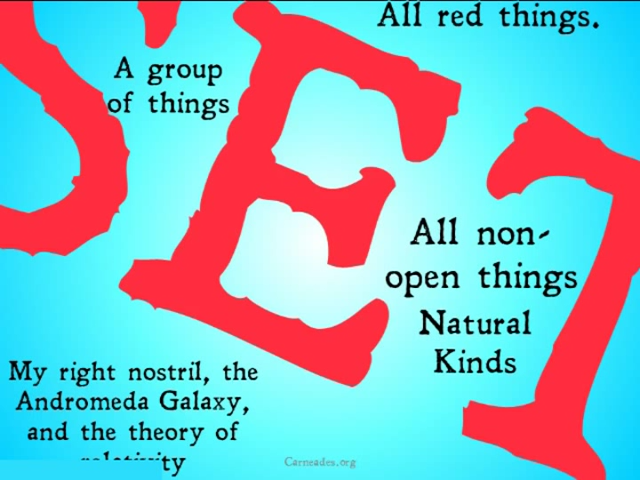 All red things.
A group
of things
SET
All non-
open things
Natural
Kinds
My right nostril, the
Andromeda Galaxy,
and the theory of
relativity
Carneades.org